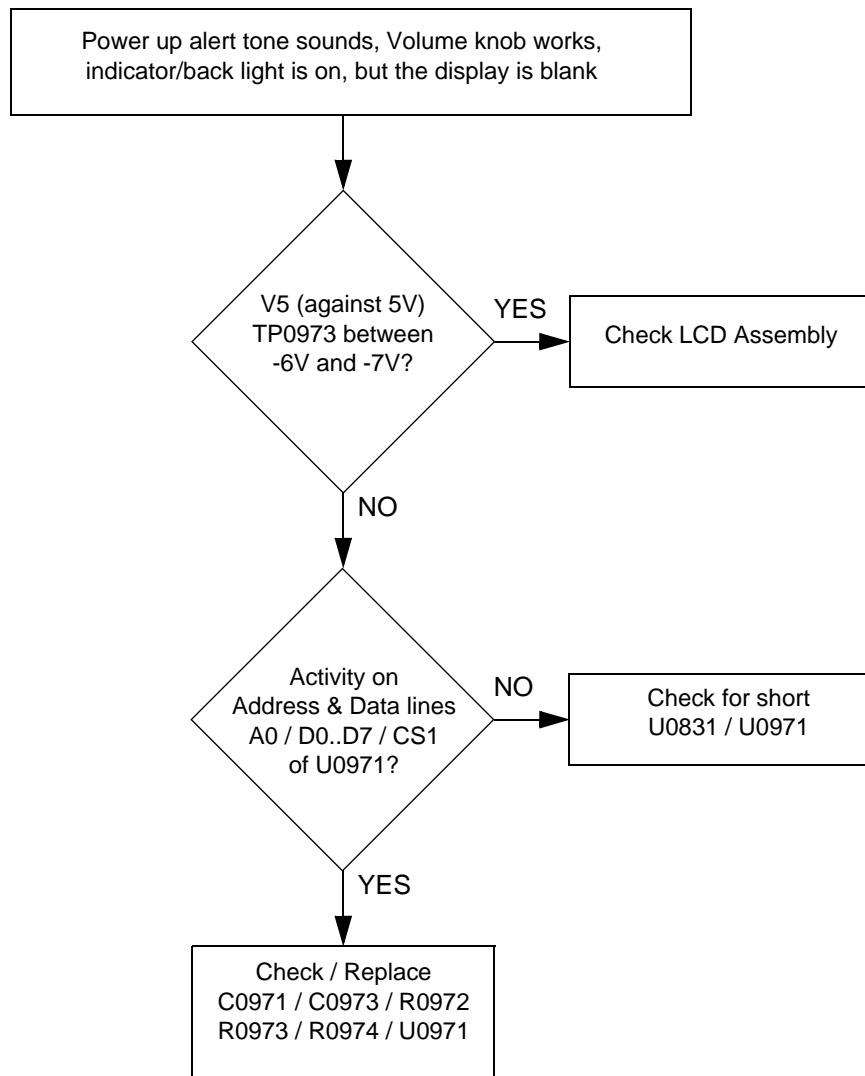 Power up alert tone sounds, Volume knob works,
indicator/back light is on, but the display is blank
V5 (against 5V)
TP0973 between
-6V and -7V?
YES
Check LCD Assembly
NO
Activity on
Address & Data lines
A0 / D0..D7 / CS1
of U0971?
NO
Check for short
U0831 / U0971
YES
Check / Replace
C0971 / C0973 / R0972
R0973 / R0974 / U0971